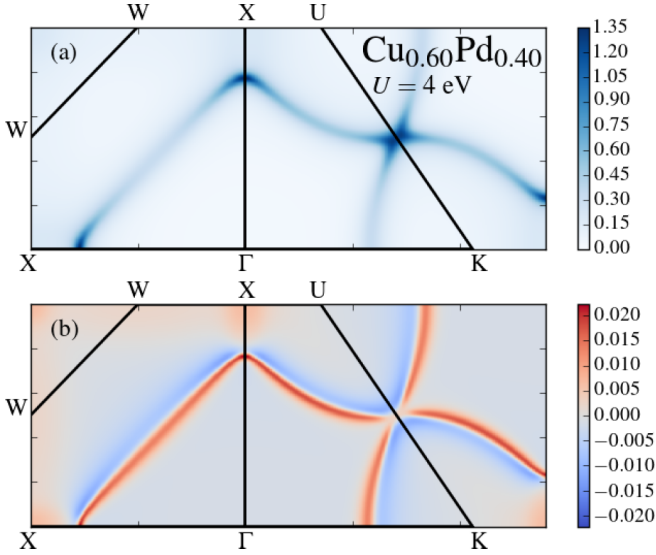 W X U
(a)
Cu0.60Pd0.40
U = 4 eV
W
X Γ K
1.35
1.20
1.05
0.90
0.75
0.60
0.45
0.30
0.15
0.00
W X U
(b)
W
X Γ K
0.020
0.015
0.010
0.005
0.000
−0.005
−0.010
−0.015
−0.020